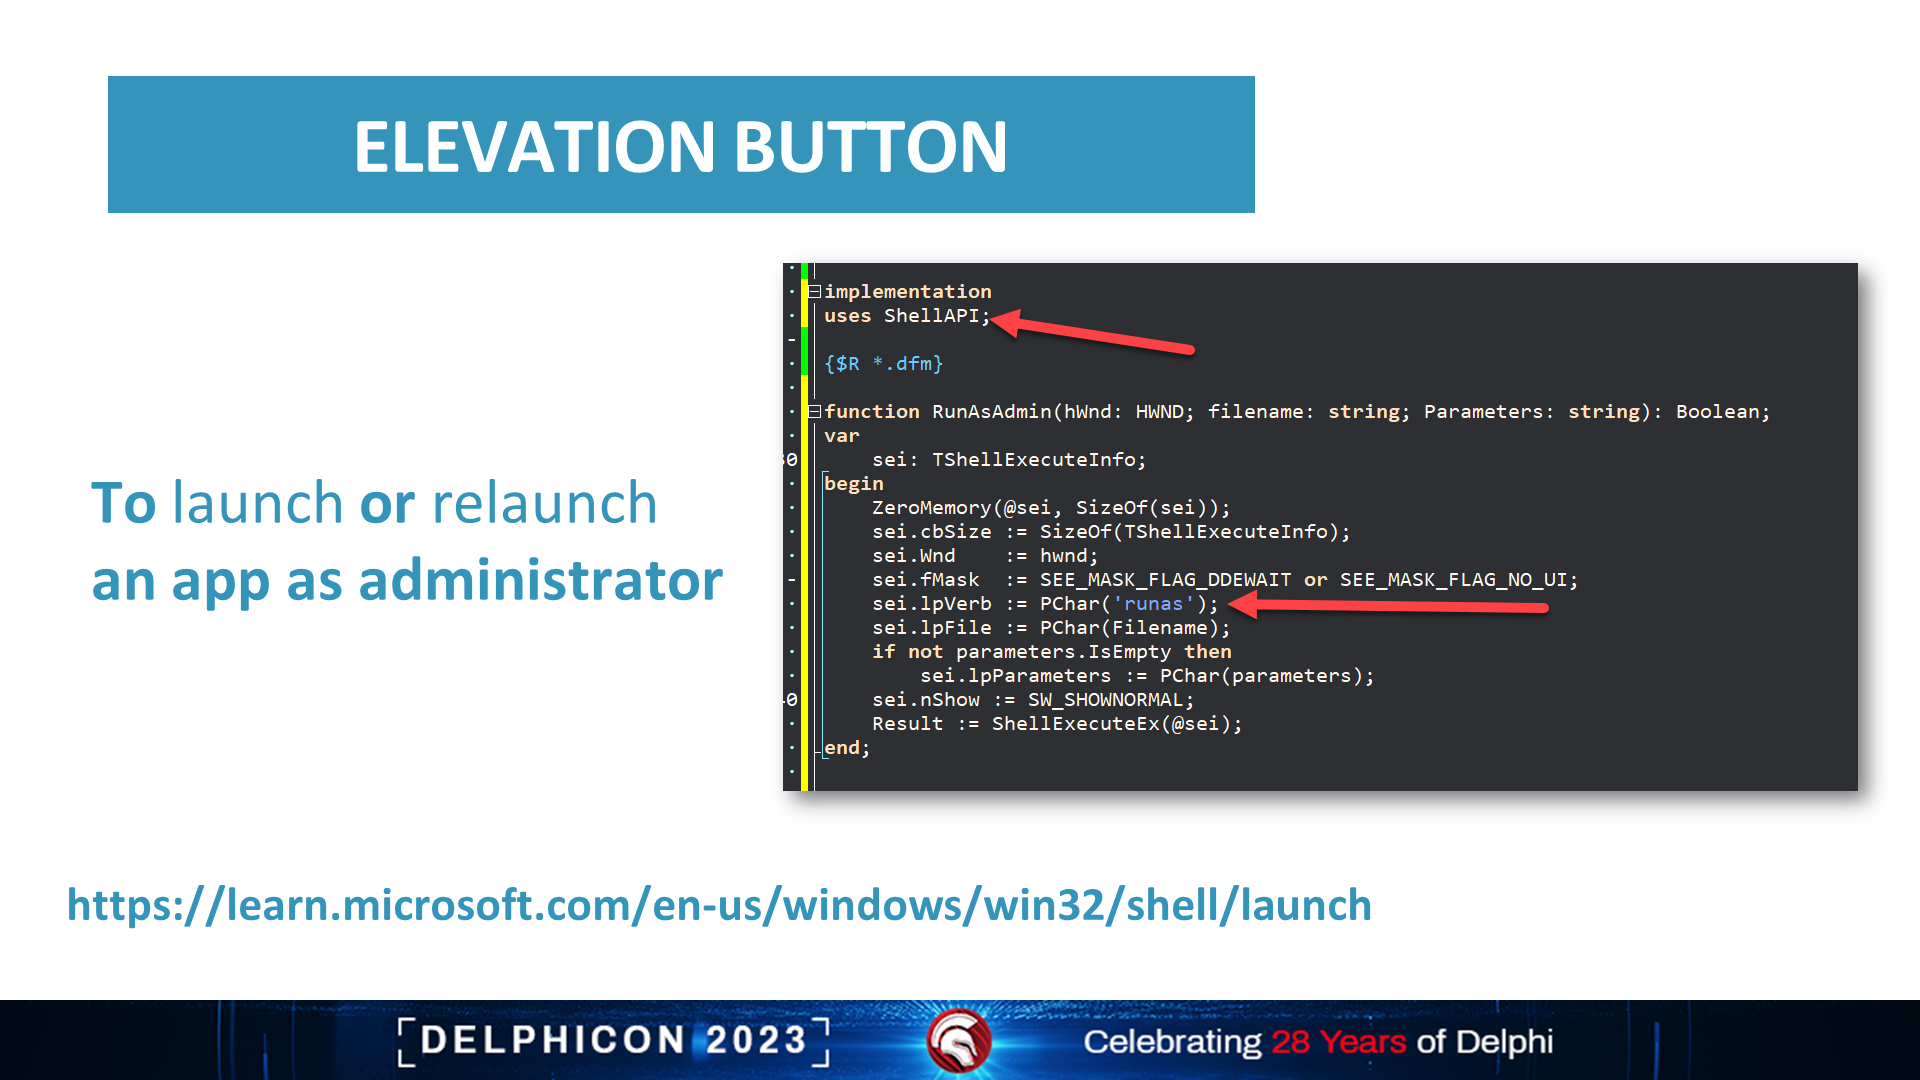 ELEVATION BUTTON
To launch or relaunch
an app as administrator
implementation
uses ShellAPI;
{$R *.dfm}
function RunAsAdmin(hWnd: HWND; filename: string; Parameters: string): Boolean;
var
    sei: TShellExecuteInfo;
begin
    ZeroMemory(@sei, SizeOf(sei));
    sei.cbSize := SizeOf(TShellExecuteInfo);
    sei.Wnd    := hwnd;
    sei.fMask  := SEE_MASK_FLAG_DDEWAIT or SEE_MASK_FLAG_NO_UI;
    sei.lpVerb := PChar('runas');
    sei.lpFile := PChar(Filename);
    if not parameters.IsEmpty then
        sei.lpParameters := PChar(parameters);
    sei.nShow := SW_SHOWNORMAL;
    Result := ShellExecuteEx(@sei);
end;
https://learn.microsoft.com/en-us/windows/win32/shell/launch
DELPHICON 2023
Celebrating 28 Years of Delphi